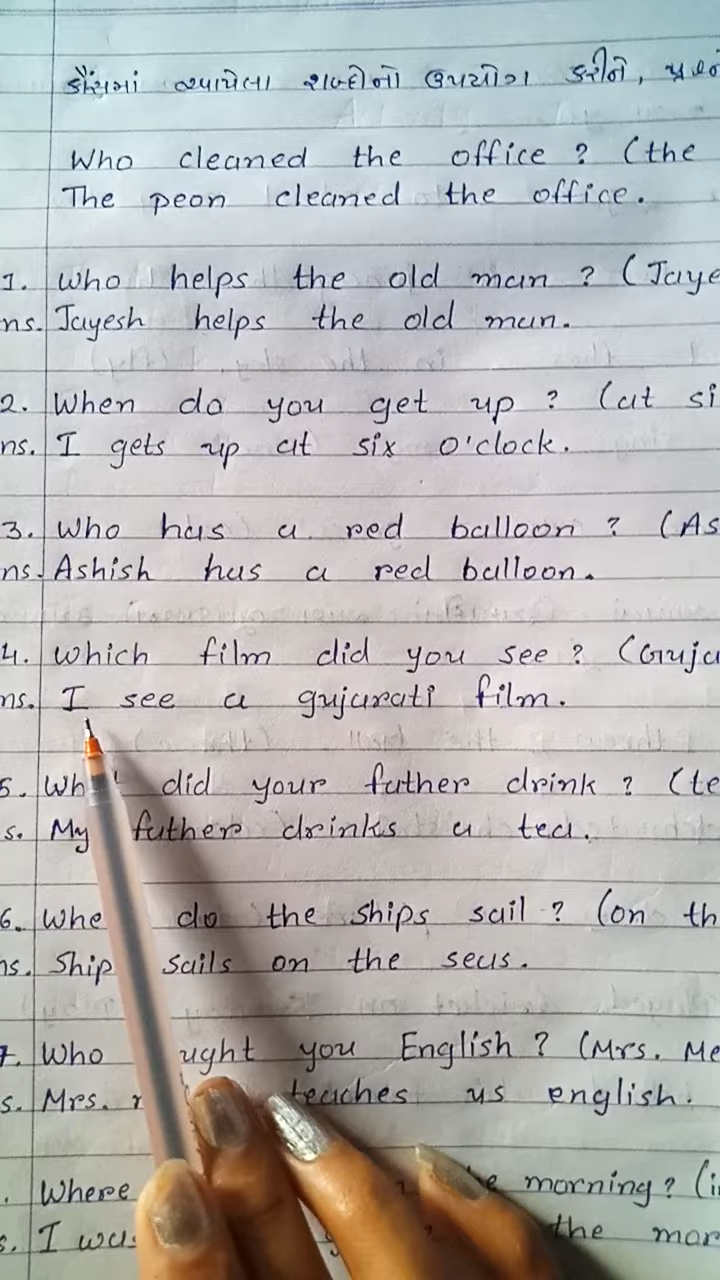 કૌંસમાં આપેલા શબ્દોનો ઉપયોગ કરીને,
Who cleaned the office ? (the
The peon cleaned the office.
1. Who helps the old man ? (Jaye
ns. Jayesh helps the old man.
2. When do you get up ? (at si
ns. I gets up at six o'clock.
3. Who has a red balloon ? (As
ns. Ashish has a red balloon.
4. Which film did you see ? (Guja
ns. I see a gujarati film.
5. did your father drink ? (te
s. My father drinks a tea.
6. do the ships sail ? (on th
ns. Ship sails on the seas.
7. Who you English ? (Mrs. Me
s. Mrs. teaches us english.
. Where morning ? (i
s. I the mor